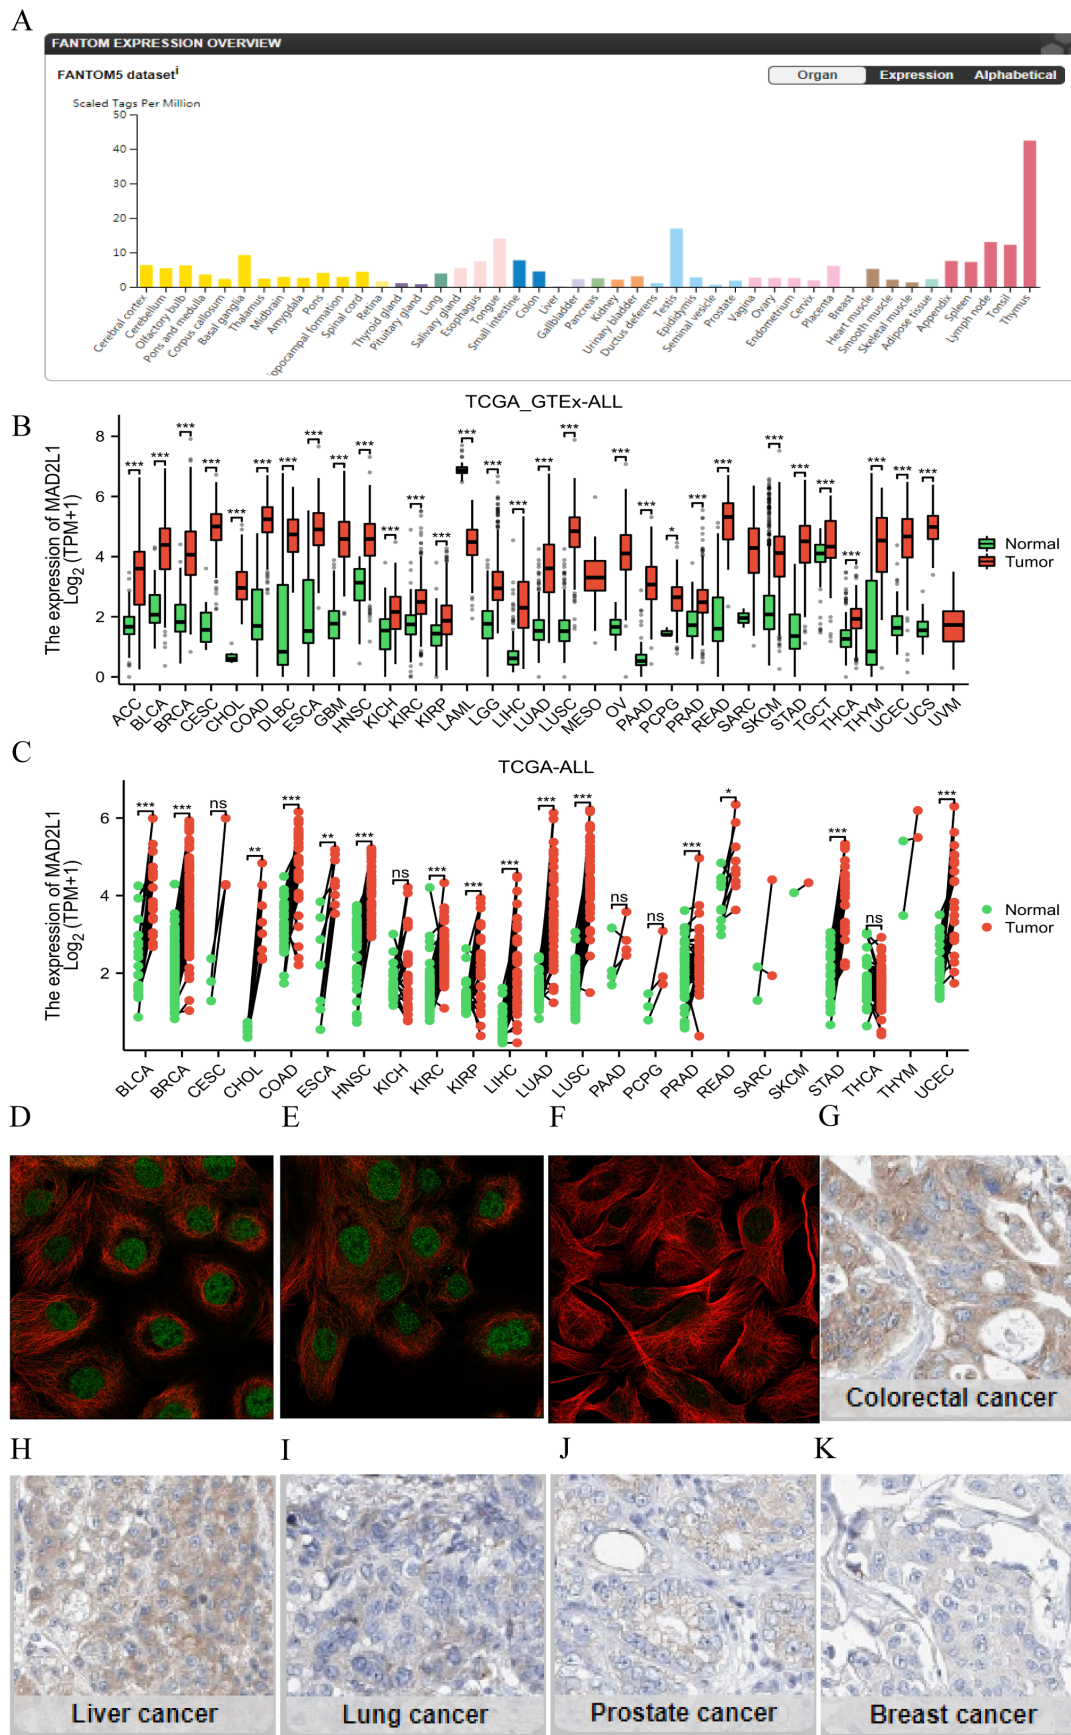 A
FANTOM EXPRESSION OVERVIEW
FANTOM5 dataset i
Organ Expression Alphabetical
Scaled Tags Per Million
50
40
30
20
10
0
Cerebral cortex
Cerebellum
Olfactory bulb
Pons and medulla
Corpus callosum
Basal ganglia
Thalamus
Midbrain
Amygdala
Pons
ippocampal formation
Spinal cord
Retina
Thyroid gland
Pituitary gland
Lung
Salivary gland
Esophagus
Tongue
Small intestine
Colon
Liver
Gallbladder
Pancreas
Kidney
Urinary bladder
Ductus deferens
Testis
Epididymis
Seminal vesicle
Prostate
Vagina
Ovary
Endometrium
Cervix
Placenta
Breast
Heart muscle
Smooth muscle
Skeletal muscle
Adipose tissue
Appendix
Spleen
Lymph node
Tonsil
Thymus
B
TCGA_GTEx-ALL
The expression of MAD2L1
Log2 (TPM+1)
8
6
4
2
0
*** *** *** *** *** *** *** *** *** *** *** *** *** *** *** *** *** *** *** *** * *** *** *** *** *** *** *** *** ***
Normal
Tumor
ACC BLCA BRCA CESC CHOL COAD DLBC ESCA GBM HNSC KICH KIRC KIRP LAML LGG LIHC LUAD LUSC MESO OV PAAD PCPG PRAD READ SARC SKCM STAD TGCT THCA THYM UCEC UCS UVM
C
TCGA-ALL
The expression of MAD2L1
Log2 (TPM+1)
6
4
2
*** *** ns ** *** ** *** ns *** *** *** *** *** ns ns *** * *** ns ***
Normal
Tumor
BLCA BRCA CESC CHOL COAD ESCA HNSC KICH KIRC KIRP LIHC LUAD LUSC PAAD PCPG PRAD READ SARC SKCM STAD THCA THYM UCEC
D E F G
Colorectal cancer
H I J K
Liver cancer
Lung cancer
Prostate cancer
Breast cancer